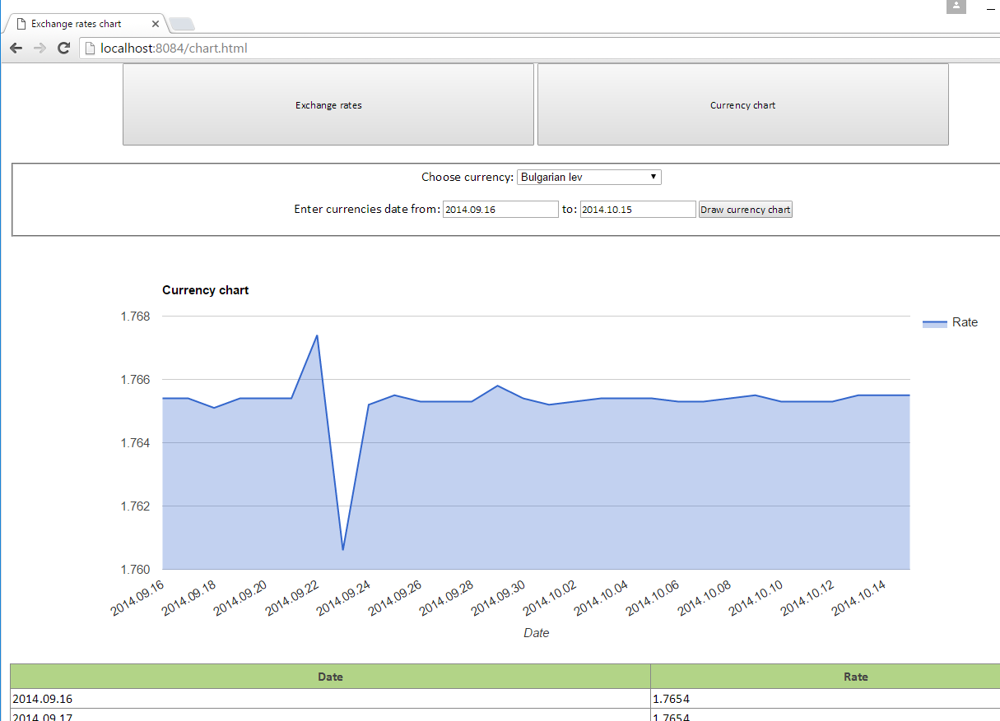 Exchange rates chart
localhost:8084/chart.html
Exchange rates
Currency chart
Choose currency: Bulgarian lev
Enter currencies date from: 2014.09.16 to: 2014.10.15 Draw currency chart
Currency chart
Rate
1.768
1.766
1.764
1.762
1.760
2014.09.16
2014.09.18
2014.09.20
2014.09.22
2014.09.24
2014.09.26
2014.09.28
2014.09.30
2014.10.02
2014.10.04
2014.10.06
2014.10.08
2014.10.10
2014.10.12
2014.10.14
Date
Date Rate
2014.09.16 1.7654
2014.09.17 1.7654